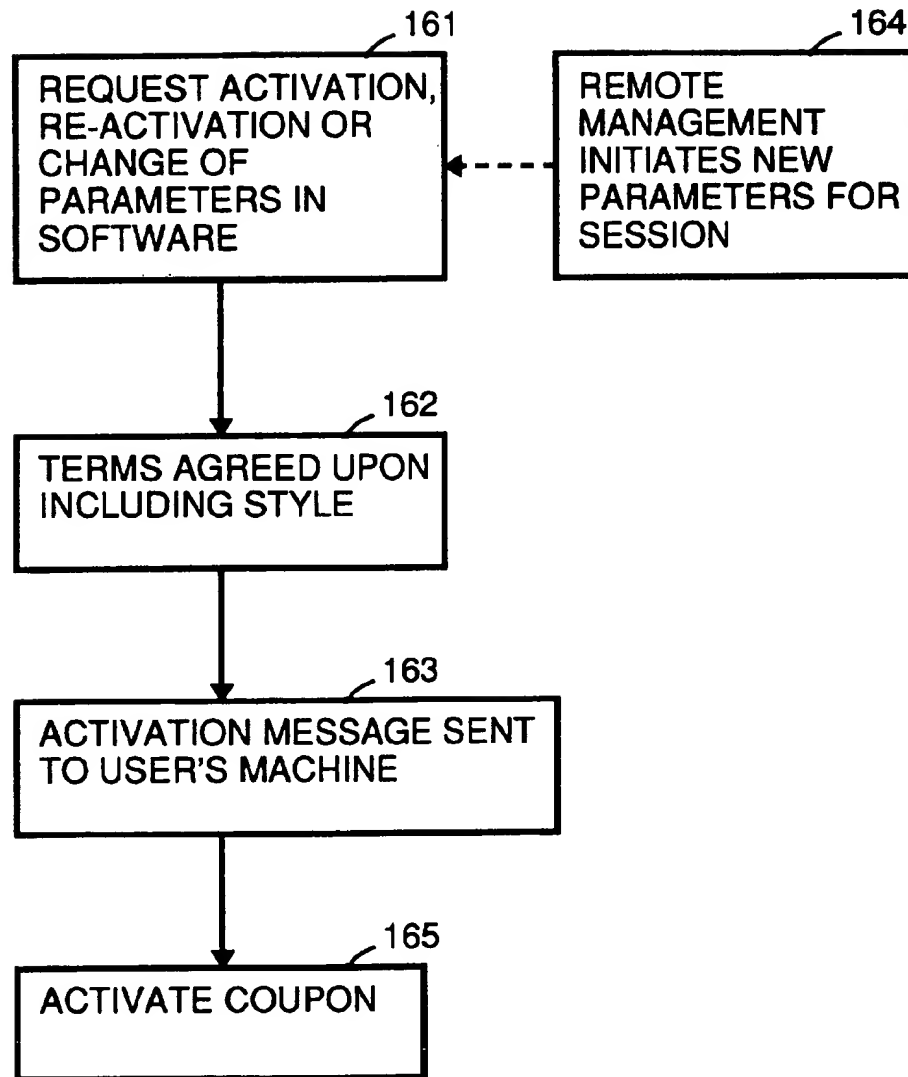 161
REQUEST ACTIVATION,
RE-ACTIVATION OR
CHANGE OF
PARAMETERS IN
SOFTWARE
164
REMOTE
MANAGEMENT
INITIATES NEW
PARAMETERS FOR
SESSION
162
TERMS AGREED UPON
INCLUDING STYLE
163
ACTIVATION MESSAGE SENT
TO USER'S MACHINE
165
ACTIVATE COUPON